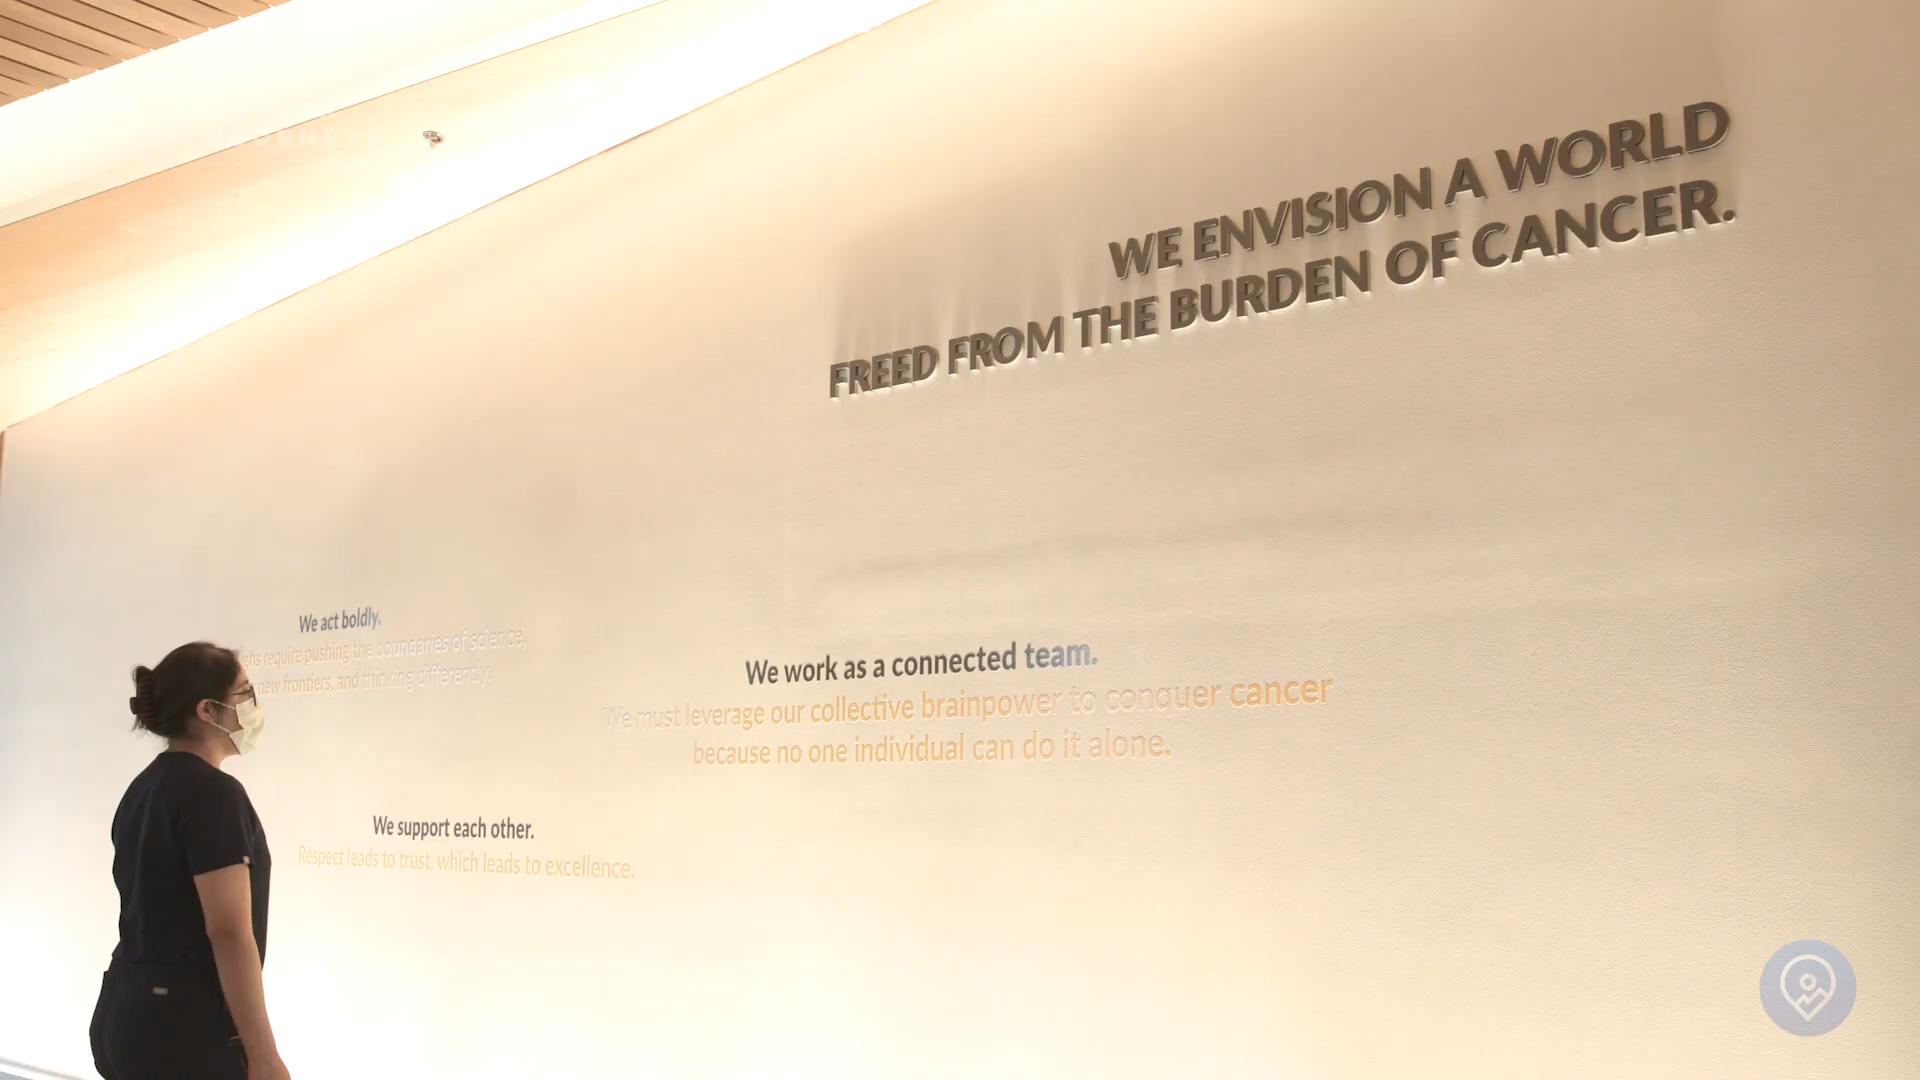 JOURNEYS
WE ENVISION A WORLD
FREED FROM THE BURDEN OF CANCER.
We act boldly.
require pushing the boundaries of science,
new frontiers, and thinking differently.
We work as a connected team.
We must leverage our collective brainpower to conquer cancer
because no one individual can do it alone.
We support each other.
Respect leads to trust, which leads to excellence.